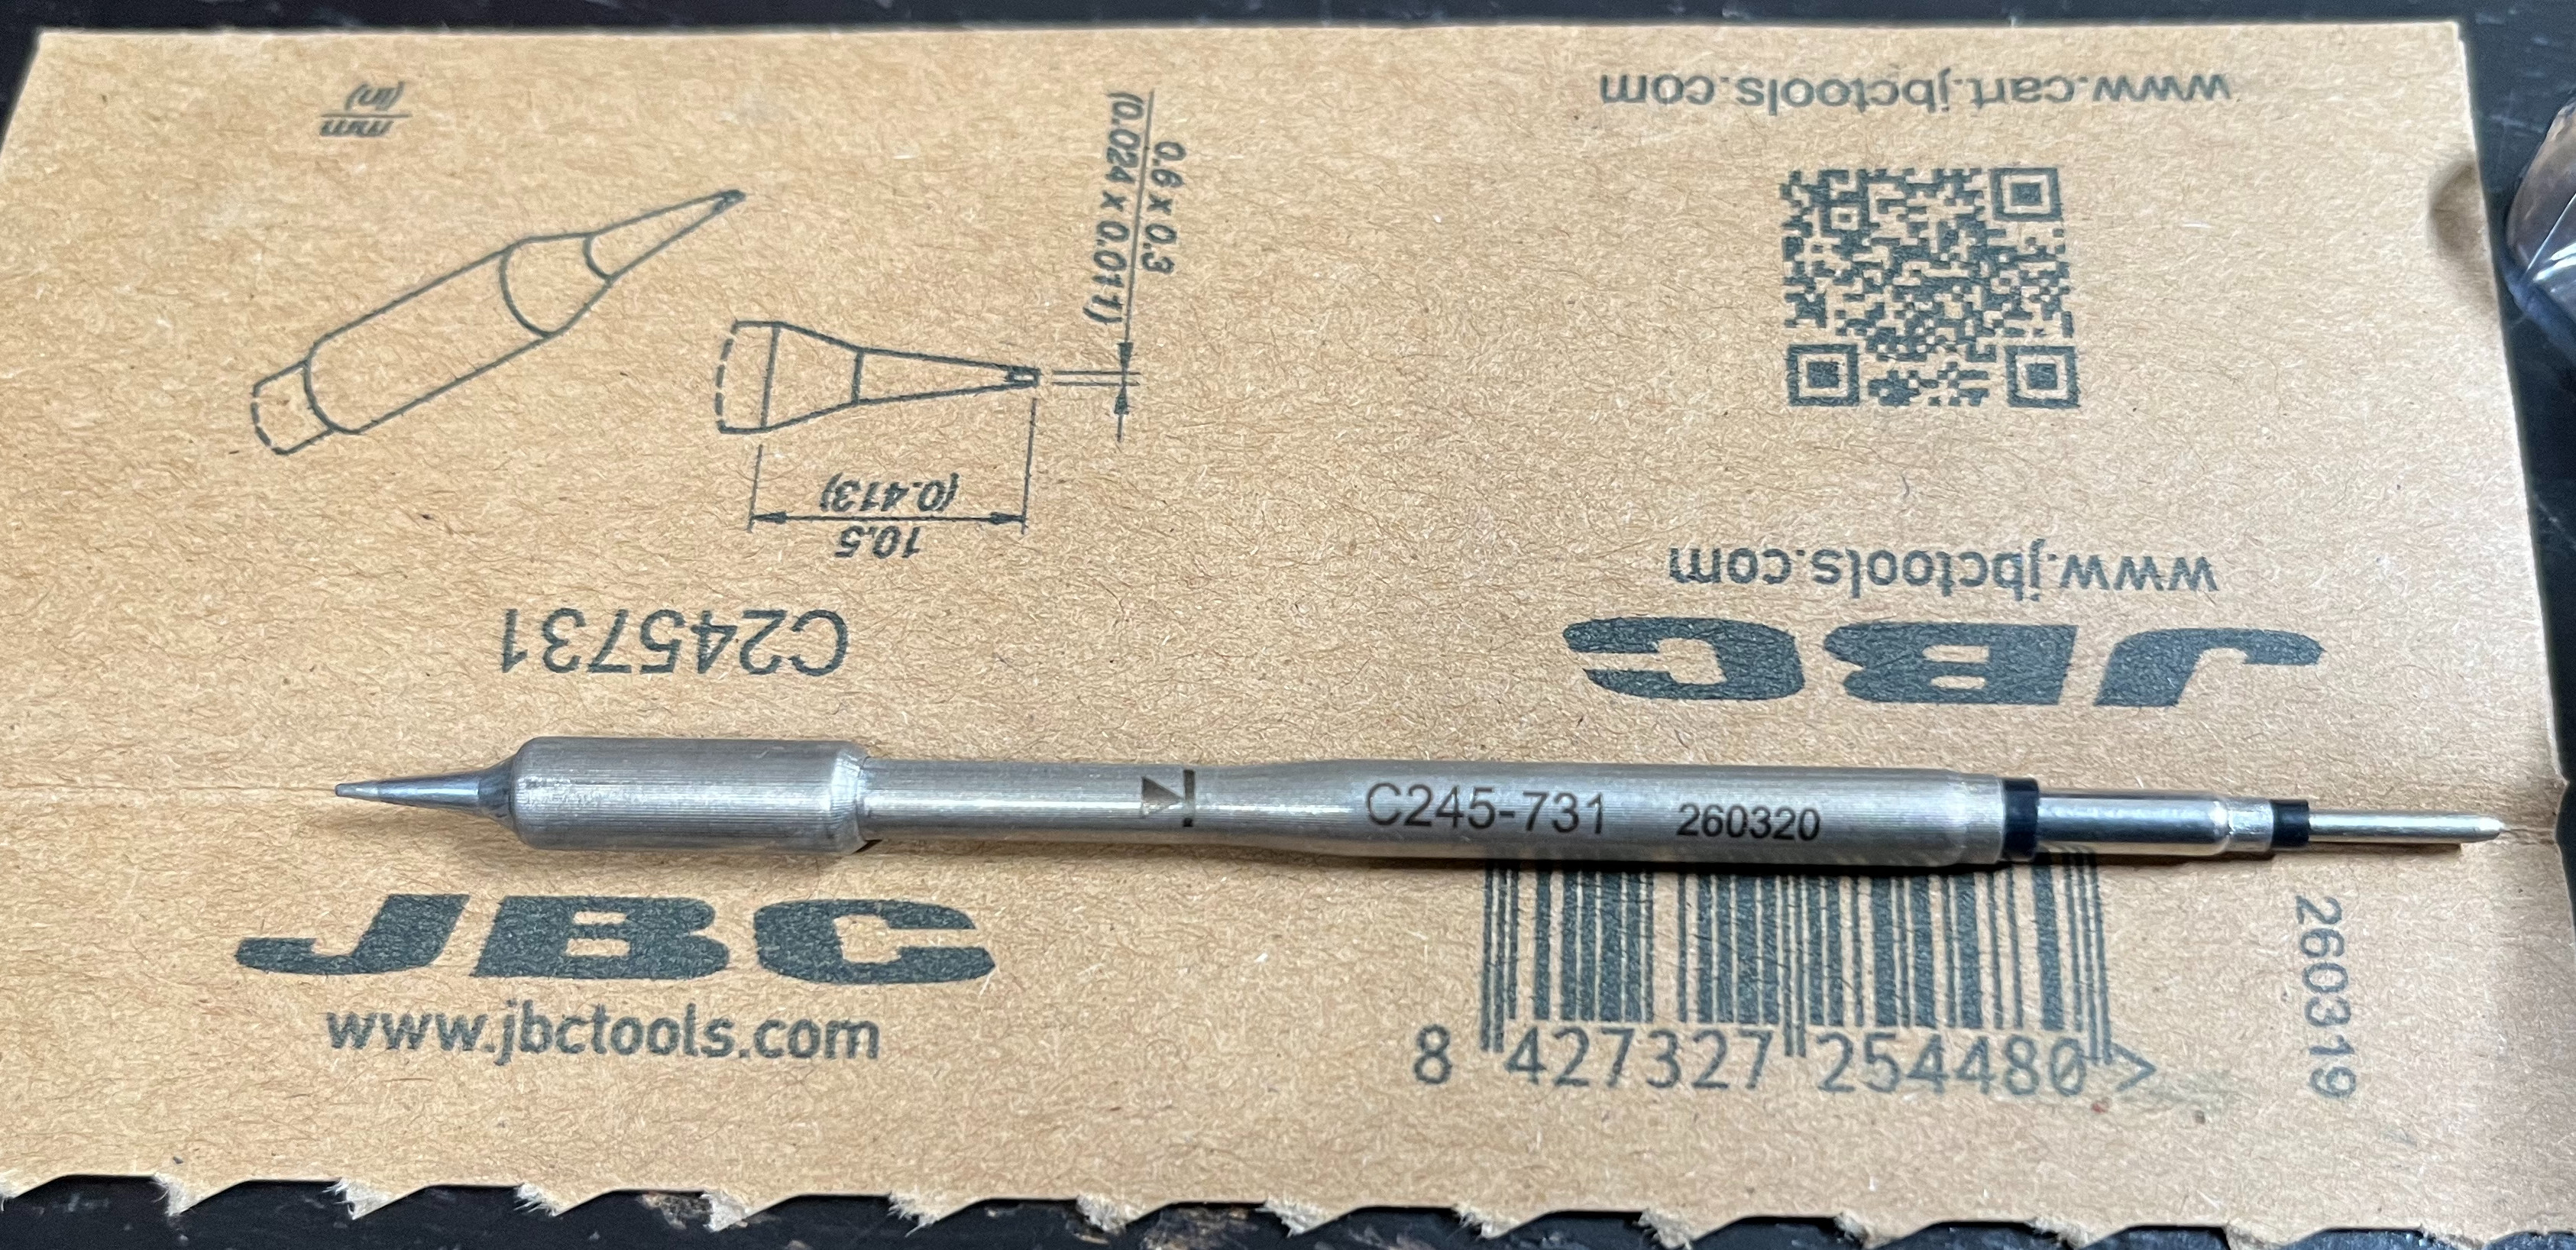 www.cart.jbctools.com
mm
(in)
0.6 x 0.3
(0.024 x 0.011)
10.5
(0.413)
www.jbctools.com
JBC
C245731
C245-731 260320
JBC
www.jbctools.com
8 427327 254480 >
260319